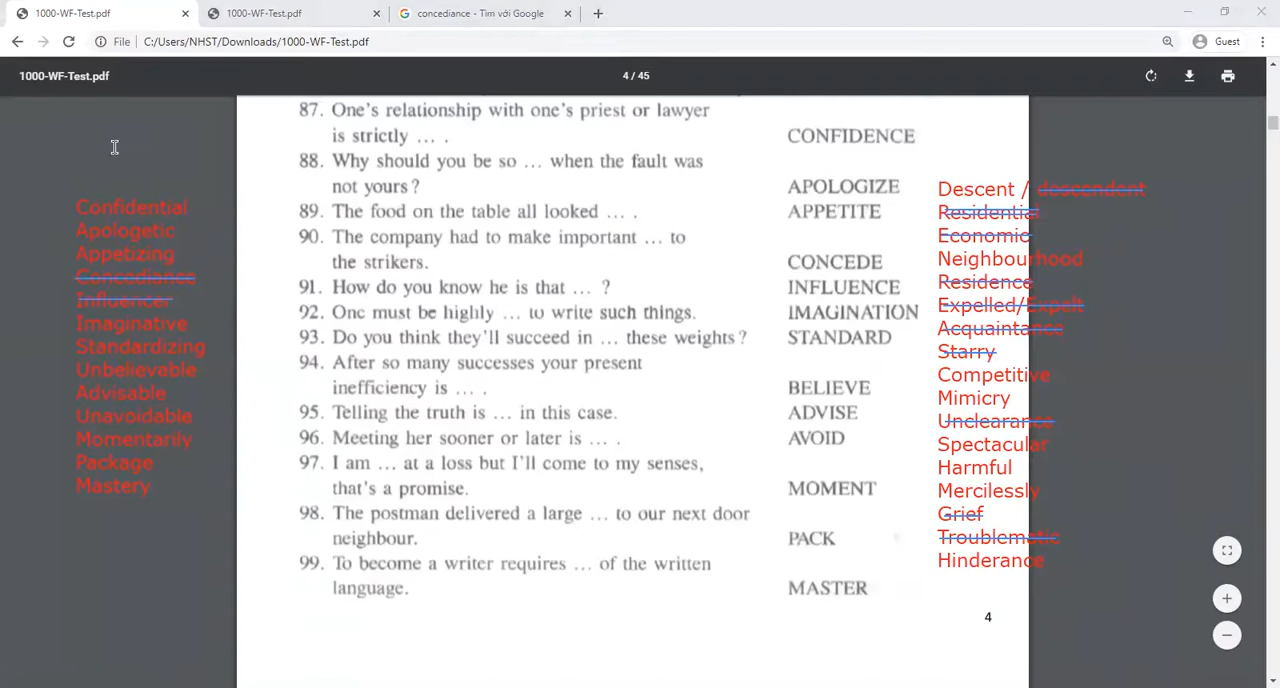 1000-WF-Test.pdf
1000-WF-Test.pdf
concediance - Tìm với Google
File C:/Users/NHST/Downloads/1000-WF-Test.pdf
Guest
1000-WF-Test.pdf
4 / 45
87. One's relationship with one's priest or lawyer
is strictly ... . CONFIDENCE
88. Why should you be so ... when the fault was
not yours? APOLOGIZE
89. The food on the table all looked ... . APPETITE
90. The company had to make important ... to
the strikers. CONCEDE
91. How do you know he is that ... ? INFLUENCE
92. One must be highly ... to write such things. IMAGINATION
93. Do you think they'll succeed in ... these weights? STANDARD
94. After so many successes your present
inefficiency is ... . BELIEVE
95. Telling the truth is ... in this case. ADVISE
96. Meeting her sooner or later is ... . AVOID
97. I am ... at a loss but I'll come to my senses,
that's a promise. MOMENT
98. The postman delivered a large ... to our next door
neighbour. PACK
99. To become a writer requires ... of the written
language. MASTER
4
Confidential
Apologetic
Appetizing
Concediance
Influencer
Imaginative
Standardizing
Unbelievable
Advisable
Unavoidable
Momentarily
Package
Mastery
Descent / descendent
Residential
Economic
Neighbourhood
Residence
Expelled/Expelt
Acquaintance
Starry
Competitive
Mimicry
Unclearance
Spectacular
Harmful
Mercilessly
Grief
Troublematic
Hinderance